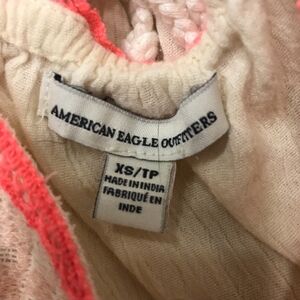 AMERICAN EAGLE OUTFITTERS
XS/TP
MADE IN INDIA
FABRIQUÉ EN
INDE